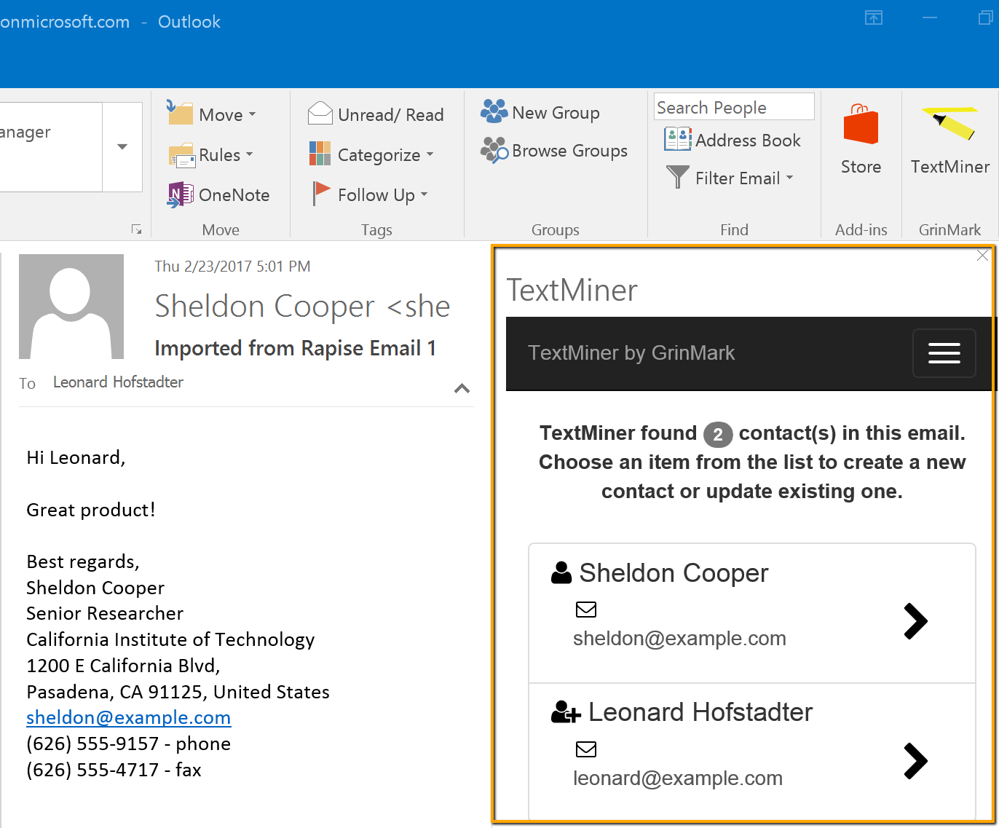 onmicrosoft.com - Outlook
anager
Move
Rules
OneNote
Move
Unread/ Read
Categorize
Follow Up
Tags
New Group
Browse Groups
Groups
Search People
Address Book
Filter Email
Find
Store
Add-ins
TextMiner
GrinMark
Thu 2/23/2017 5:01 PM
Sheldon Cooper <she
Imported from Rapise Email 1
To Leonard Hofstadter
Hi Leonard,
Great product!
Best regards,
Sheldon Cooper
Senior Researcher
California Institute of Technology
1200 E California Blvd,
Pasadena, CA 91125, United States
sheldon@example.com
(626) 555-9157 - phone
(626) 555-4717 - fax
TextMiner
TextMiner by GrinMark
TextMiner found 2 contact(s) in this email.
Choose an item from the list to create a new
contact or update existing one.
Sheldon Cooper
sheldon@example.com
Leonard Hofstadter
leonard@example.com